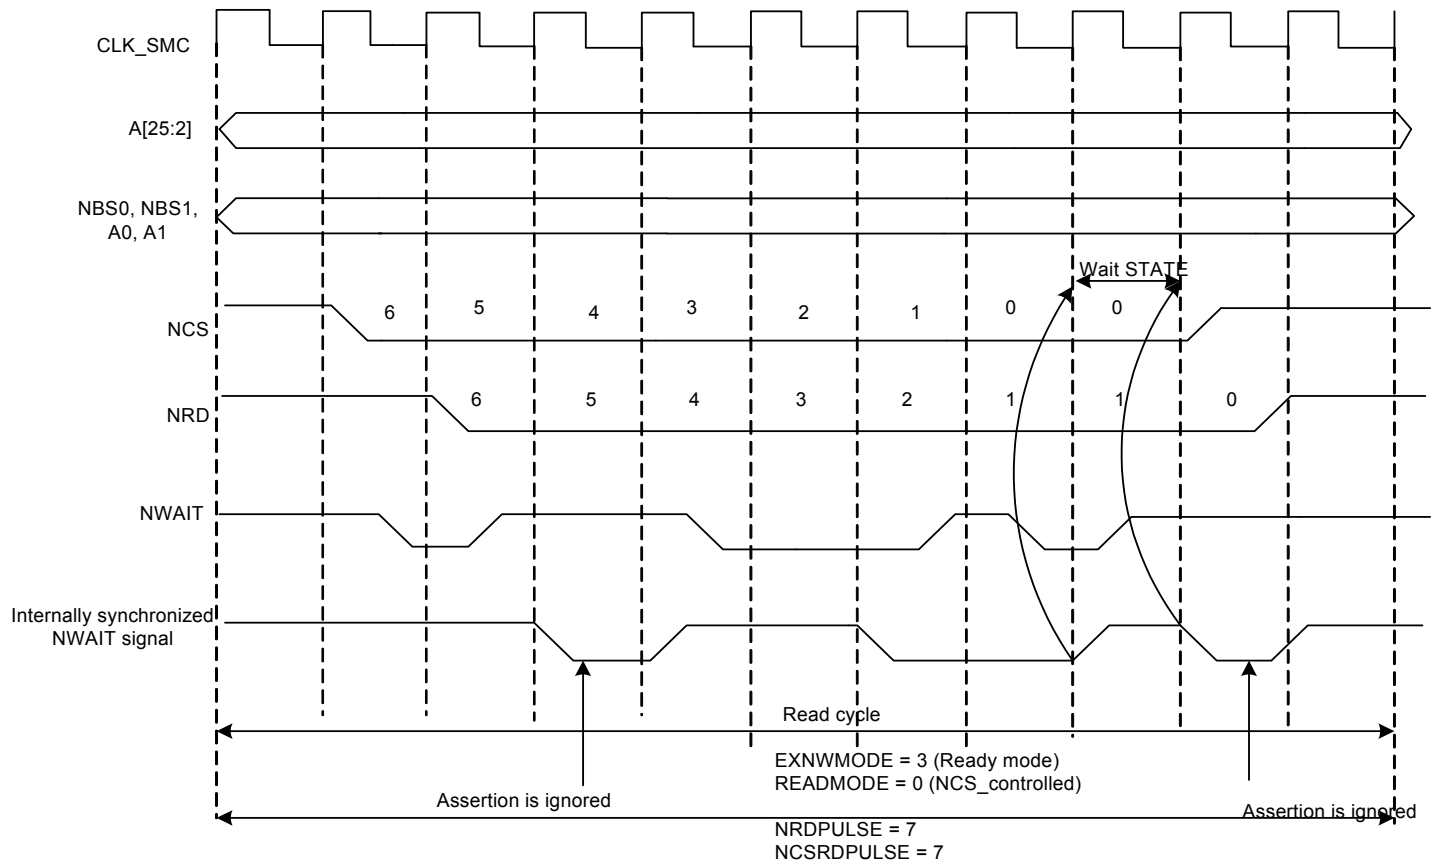 CLK_SMC
A[25:2]
NBS0, NBS1,
A0, A1
Wait STATE
NCS
6 5 4 3 2 1 0 0
NRD
6 5 4 3 2 1 1 0
NWAIT
Internally synchronized
NWAIT signal
Read cycle
EXNWMODE = 3 (Ready mode)
READMODE = 0 (NCS_controlled)
Assertion is ignored
Assertion is ignored
NRDPULSE = 7
NCSRDPULSE = 7